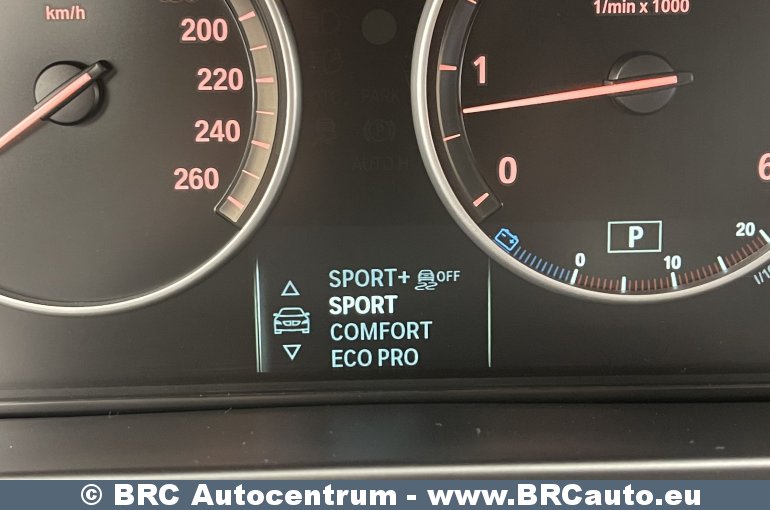 km/h
200
220
240
260
1/min x 1000
1
0
6
P
0
10
20
SPORT+ OFF
SPORT
COMFORT
ECO PRO
© BRC Autocentrum - www.BRCauto.eu